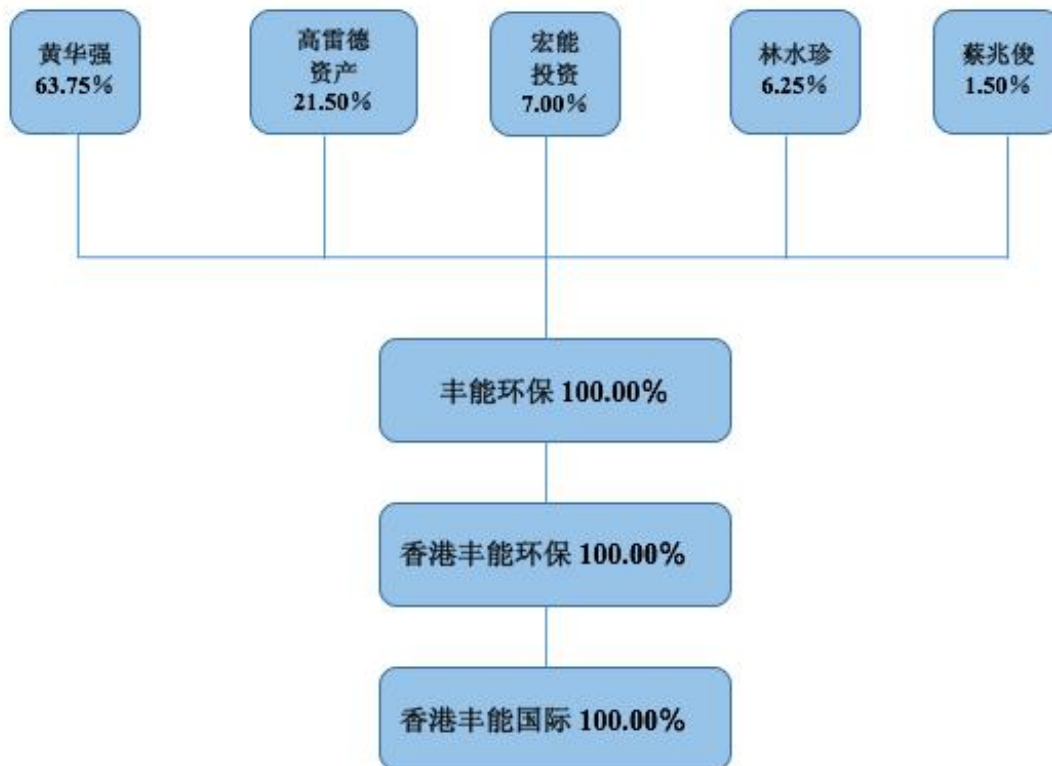 黄华强
63.75%
高雷德
资产
21.50%
宏能
投资
7.00%
林水珍
6.25%
蔡兆俊
1.50%
丰能环保 100.00%
香港丰能环保 100.00%
香港丰能国际 100.00%